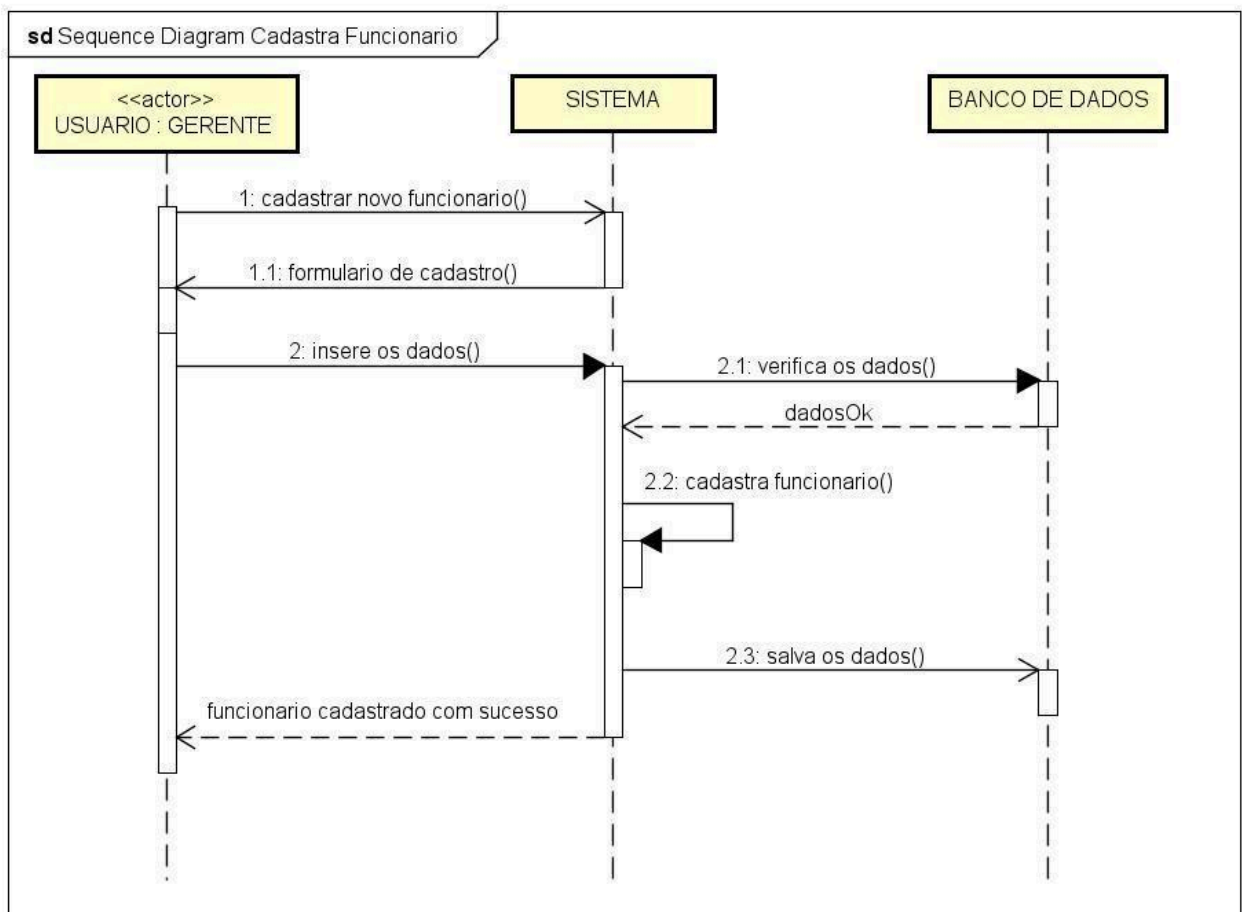 sd Sequence Diagram Cadastra Funcionario
<<actor>>
USUARIO : GERENTE
SISTEMA
BANCO DE DADOS
1: cadastrar novo funcionario()
1.1: formulario de cadastro()
2: insere os dados()
2.1: verifica os dados()
dadosOk
2.2: cadastra funcionario()
2.3: salva os dados()
funcionario cadastrado com sucesso